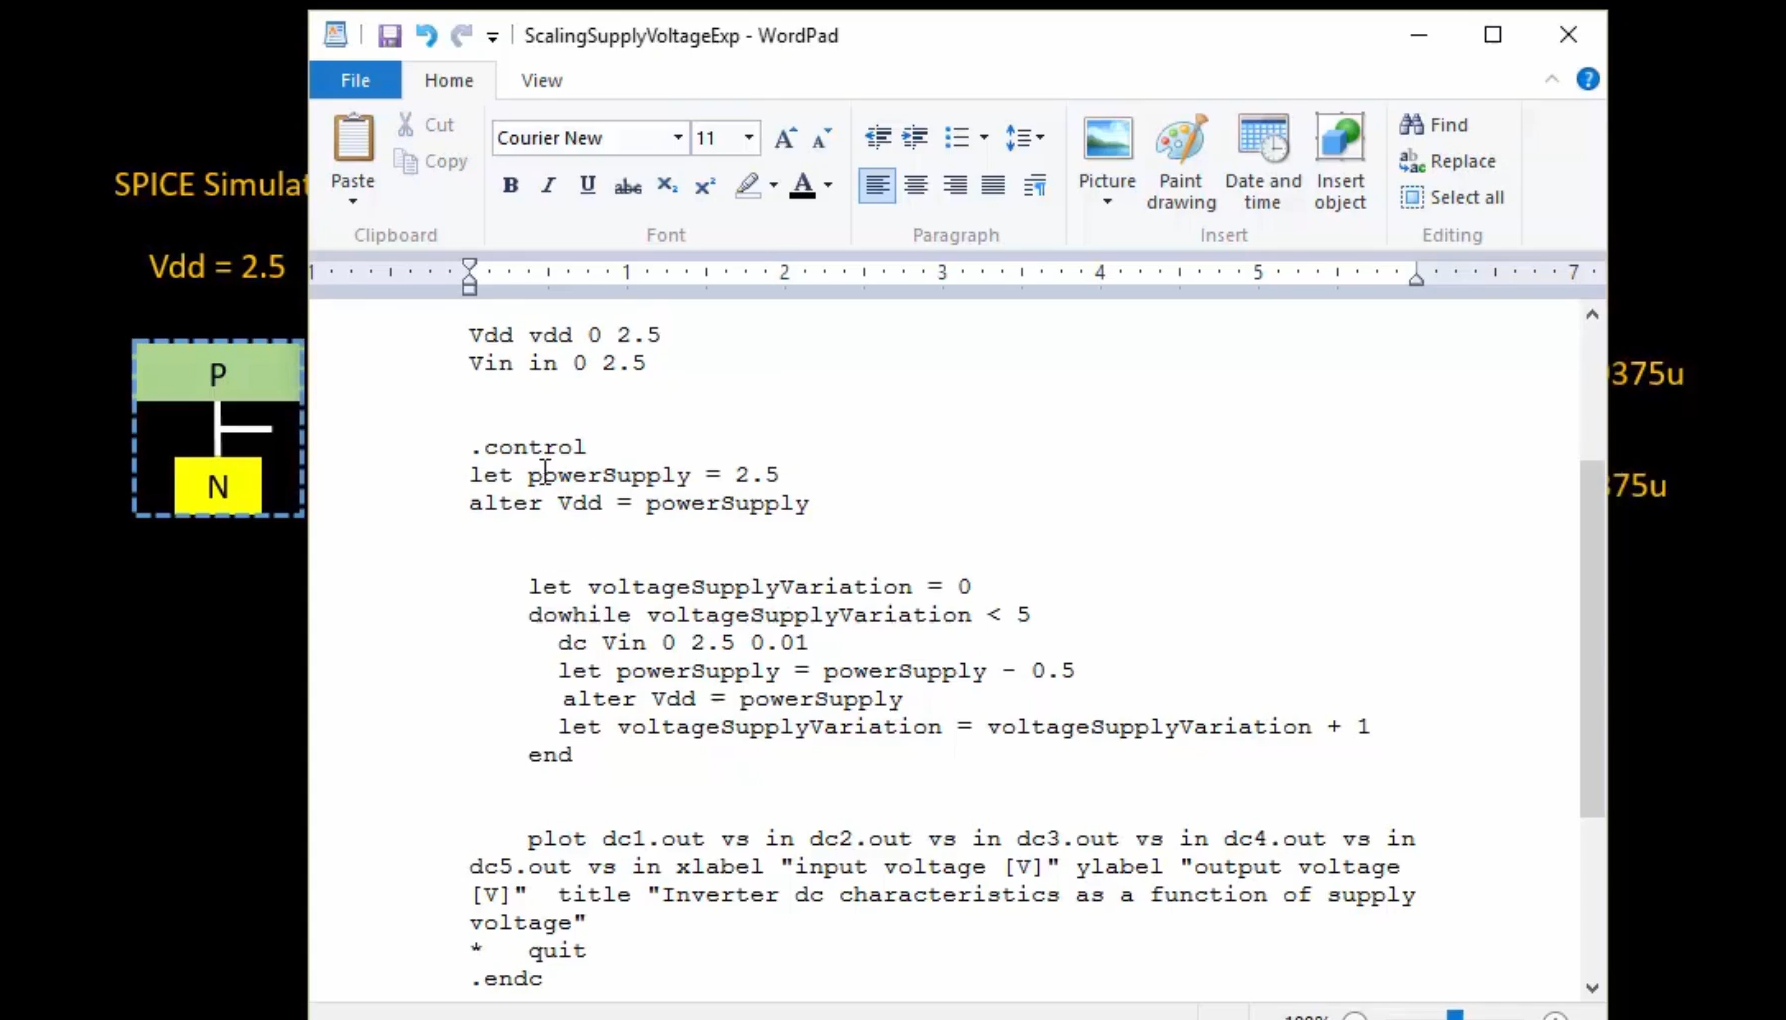 ScalingSupplyVoltageExp - WordPad
File Home View
Cut
Copy
Paste
Clipboard
Courier New 11
B I U abc X₂ X²
A
Font
Paragraph
Picture
Paint drawing
Date and time
Insert object
Insert
Find
Replace
Select all
Editing
1 1 2 3 4 5 7
SPICE Simulat
Vdd = 2.5
P
N
375u
75u
Vdd vdd 0 2.5
Vin in 0 2.5
.control
let powerSupply = 2.5
alter Vdd = powerSupply
let voltageSupplyVariation = 0
dowhile voltageSupplyVariation < 5
dc Vin 0 2.5 0.01
let powerSupply = powerSupply - 0.5
alter Vdd = powerSupply
let voltageSupplyVariation = voltageSupplyVariation + 1
end
plot dc1.out vs in dc2.out vs in dc3.out vs in dc4.out vs in
dc5.out vs in xlabel "input voltage [V]" ylabel "output voltage
[V]"  title "Inverter dc characteristics as a function of supply
voltage"
*   quit
.endc